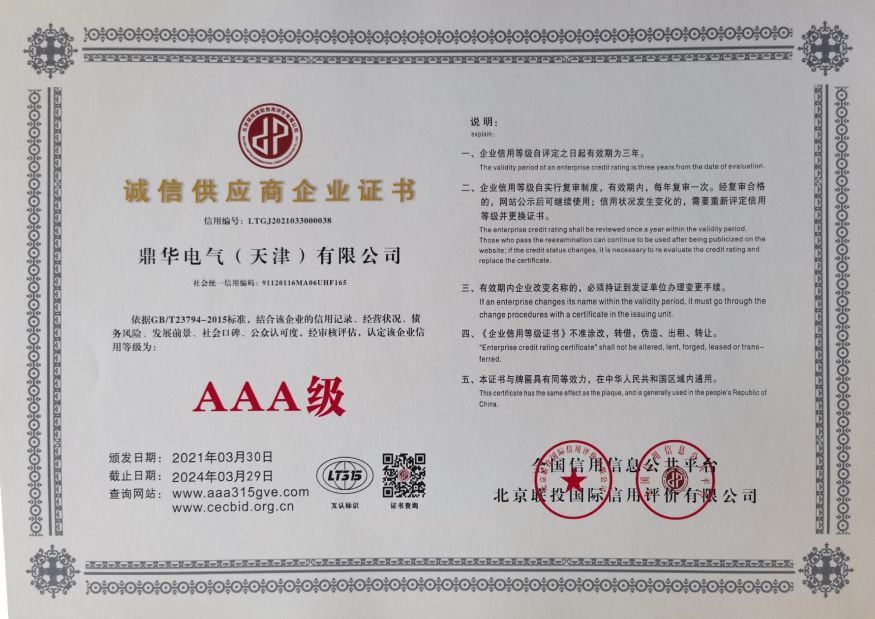 诚信供应商企业证书
信用编号：LTGJ2021033000038
鼎华电气（天津）有限公司
社会统一信用编码：91120116MA06UHF165
依据GB/T23794-2015标准，结合该企业的信用记录、经营状况、债
务风险、发展前景、社会口碑、公众认可度，经审核评估，认定该企业信
用等级为：
AAA级
颁发日期：2021年03月30日
截止日期：2024年03月29日
查询网站：www.aaa315gve.com
www.cecbid.org.cn
LT315
互认标识
证书查询
说明：
explain:
一、企业信用等级自评定之日起有效期为三年。
The validity period of an enterprise credit rating is three years from the date of evaluation.
二、企业信用等级自实行复审制度，有效期内，每年复审一次。经复审合格
的，网站公示后可继续使用；信用状况发生变化的，需要重新评定信用
等级并更换证书。
The enterprise credit rating shall be reviewed once a year within the validity period.
Those who pass the reexamination can continue to be used after being publicized on the
website; if the credit status changes, it is necessary to re evaluate the credit rating and
replace the certificate.
三、有效期内企业改变名称的，必须持证到发证单位办理变更手续。
If an enterprise changes its name within the validity period, it must go through the
change procedures with a certificate in the issuing unit.
四、《企业信用等级证书》不准涂改，转借，伪造、出租、转让。
"Enterprise credit rating certificate" shall not be altered, lent, forged, leased or trans-
ferred.
五、本证书与牌匾具有同等效力，在中华人民共和国区域内通用。
This certificate has the same effect as the plaque, and is generally used in the people's Republic of
China.
全国信用信息公共平台
北京联投国际信用评价有限公司